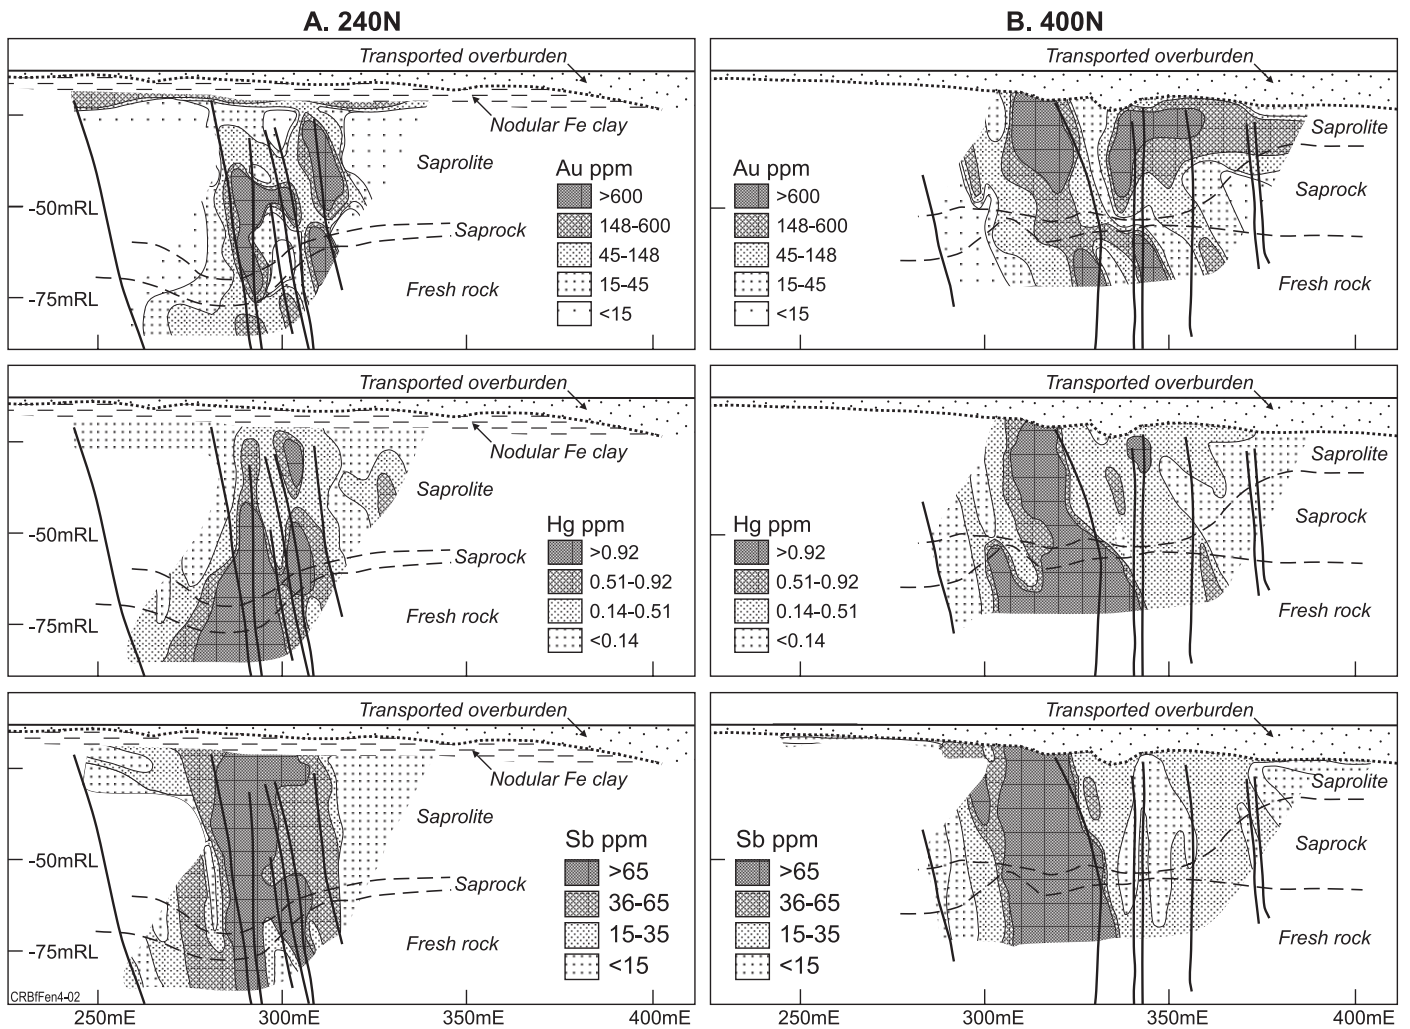 A. 240N
B. 400N
Transported overburden
Nodular Fe clay
Saprolite
Au ppm
>600
148-600
45-148
15-45
<15
-50mRL
Saprock
-75mRL
Fresh rock
Transported overburden
Saprolite
Au ppm
>600
148-600
45-148
15-45
<15
Saprock
Fresh rock
Transported overburden
Nodular Fe clay
Saprolite
Hg ppm
>0.92
0.51-0.92
0.14-0.51
<0.14
-50mRL
Saprock
-75mRL
Fresh rock
Transported overburden
Saprolite
Saprock
Hg ppm
>0.92
0.51-0.92
0.14-0.51
<0.14
Fresh rock
Transported overburden
Nodular Fe clay
Saprolite
Sb ppm
>65
36-65
15-35
<15
-50mRL
Saprock
-75mRL
Fresh rock
CRBfFen4-02
Transported overburden
Saprolite
Saprock
Sb ppm
>65
36-65
15-35
<15
Fresh rock
250mE
300mE
350mE
400mE
300mE
350mE
400mE